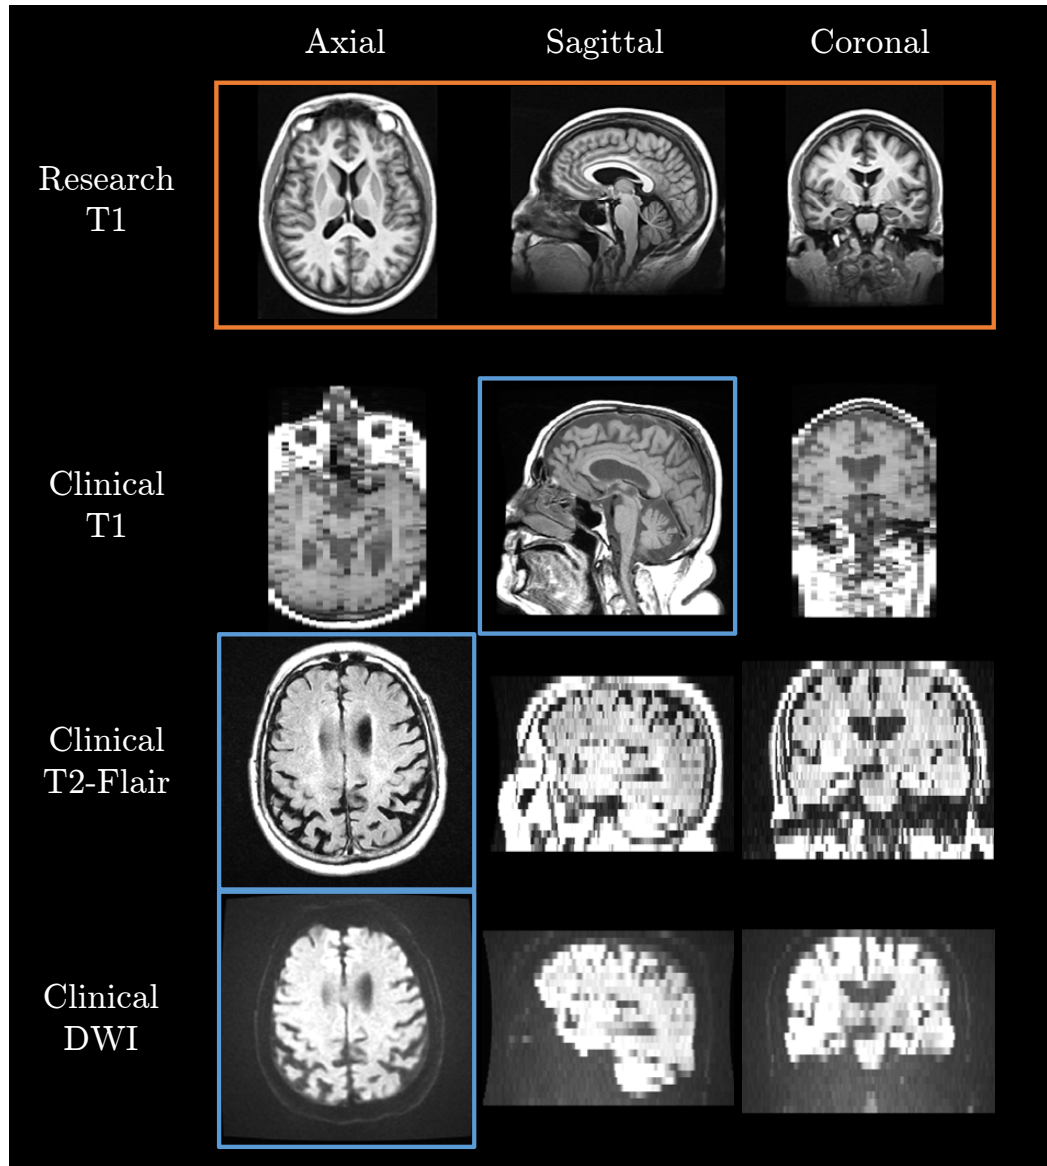 Axial Sagittal Coronal
Research
T1
Clinical
T1
Clinical
T2-Flair
Clinical
DWI